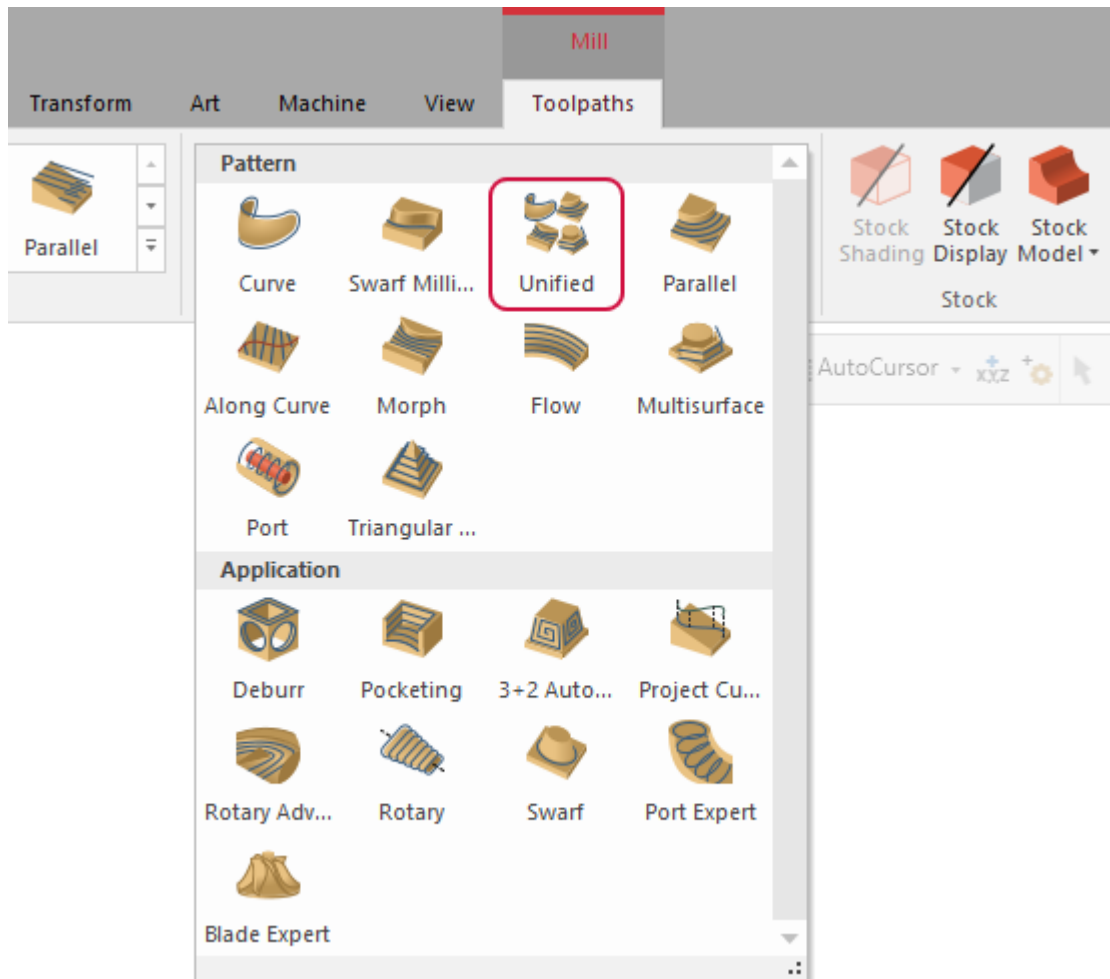 Mill
Transform Art Machine View Toolpaths
Parallel
Pattern
Curve Swarf Milli... Unified Parallel
Along Curve Morph Flow Multisurface
Port Triangular ...
Application
Deburr Pocketing 3+2 Auto... Project Cu...
Rotary Adv... Rotary Swarf Port Expert
Blade Expert
Stock Stock Stock
Shading Display Model
Stock
AutoCursor XYZ